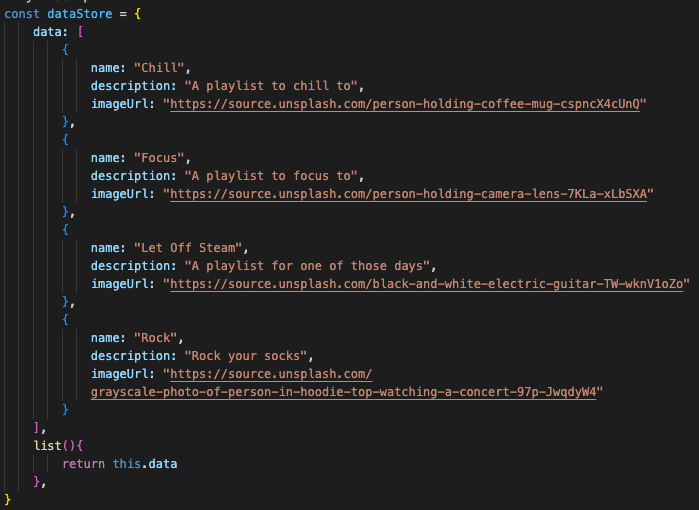 const dataStore = {
data: [
{
name: "Chill",
description: "A playlist to chill to",
imageUrl: "https://source.unsplash.com/person-holding-coffee-mug-cspncX4cUnQ"
},
{
name: "Focus",
description: "A playlist to focus to",
imageUrl: "https://source.unsplash.com/person-holding-camera-lens-7KLa-xLbSXA"
},
{
name: "Let Off Steam",
description: "A playlist for one of those days",
imageUrl: "https://source.unsplash.com/black-and-white-electric-guitar-TW-wknV1oZo"
},
{
name: "Rock",
description: "Rock your socks",
imageUrl: "https://source.unsplash.com/
grayscale-photo-of-person-in-hoodie-top-watching-a-concert-97p-JwqdyW4"
}
],
list(){
return this.data
},
}